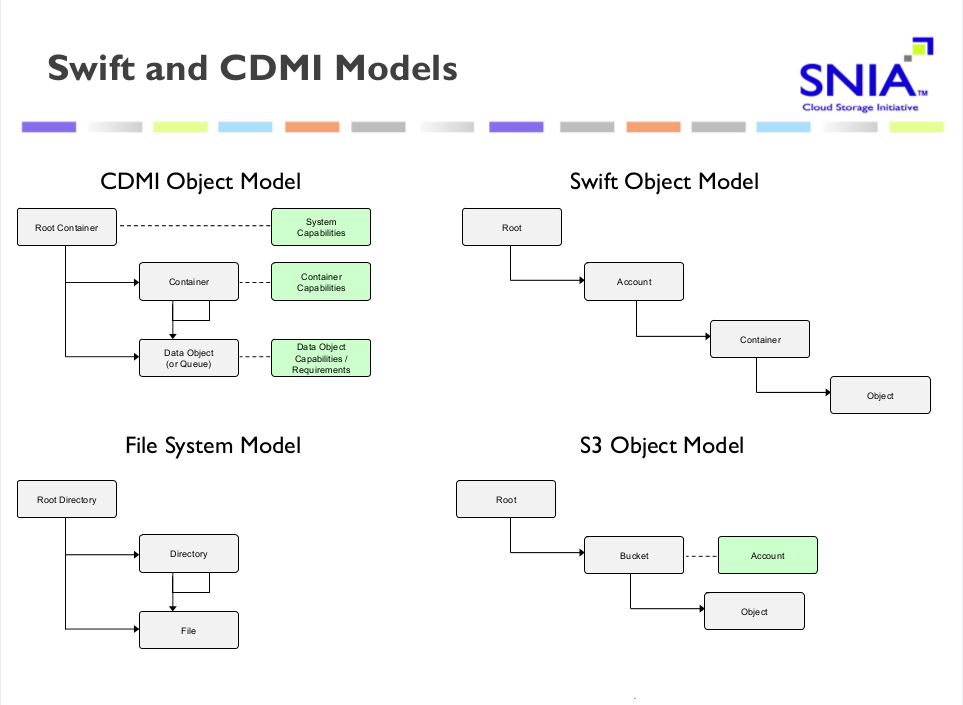 Swift and CDMI Models
SNIA™
Cloud Storage Initiative
CDMI Object Model
Root Container
System
Capabilities
Container
Container
Capabilities
Data Object
(or Queue)
Data Object
Capabilities /
Requirements
Swift Object Model
Root
Account
Container
Object
File System Model
Root Directory
Directory
File
S3 Object Model
Root
Bucket
Account
Object